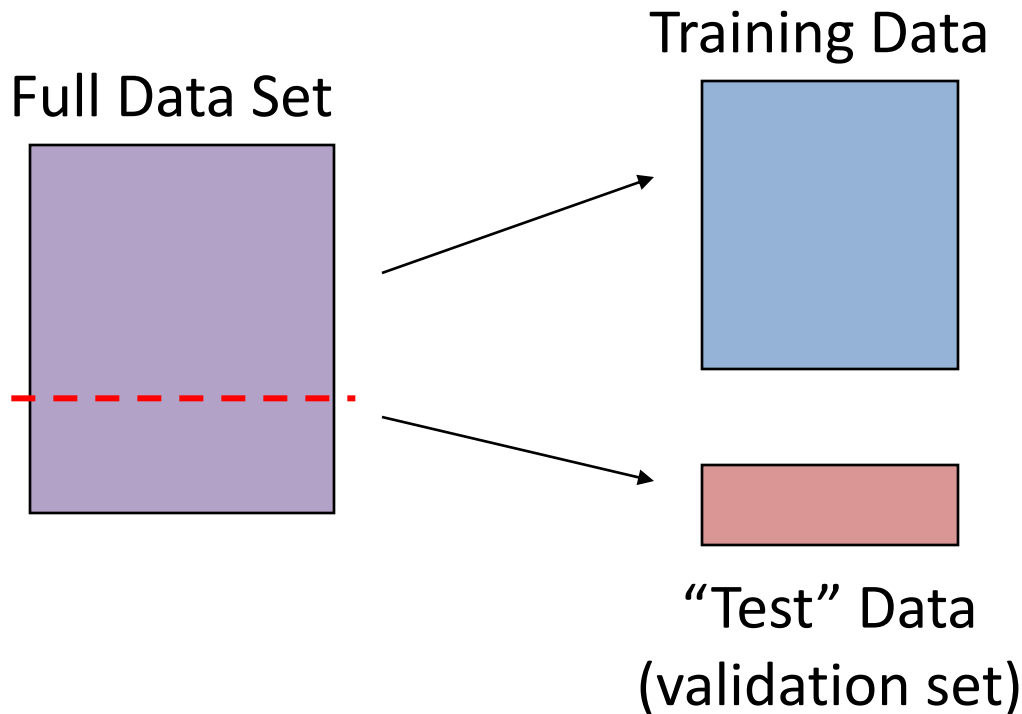 Full Data Set
Training Data
“Test” Data
(validation set)